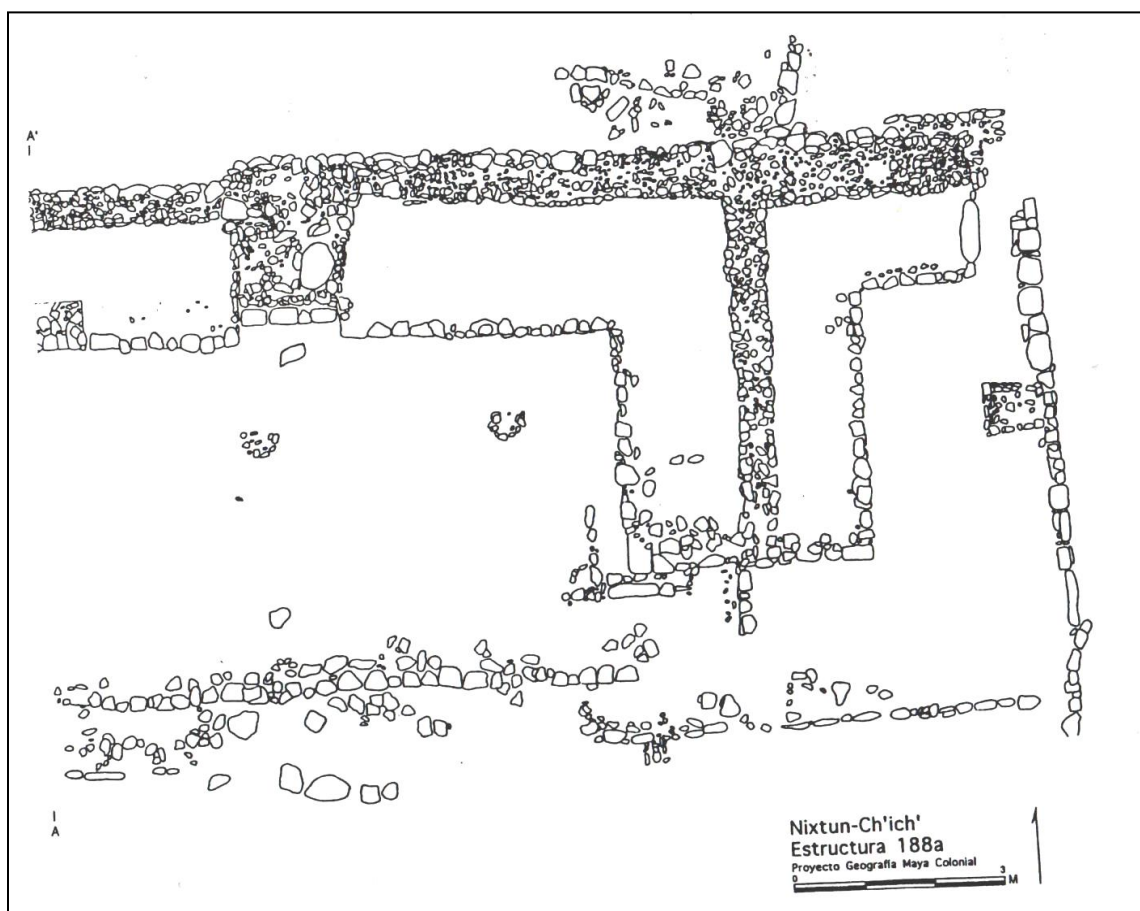 A'
A
Nixtun-Ch'ich'
Estructura 188a
Proyecto Geografía Maya Colonial
0 3
M